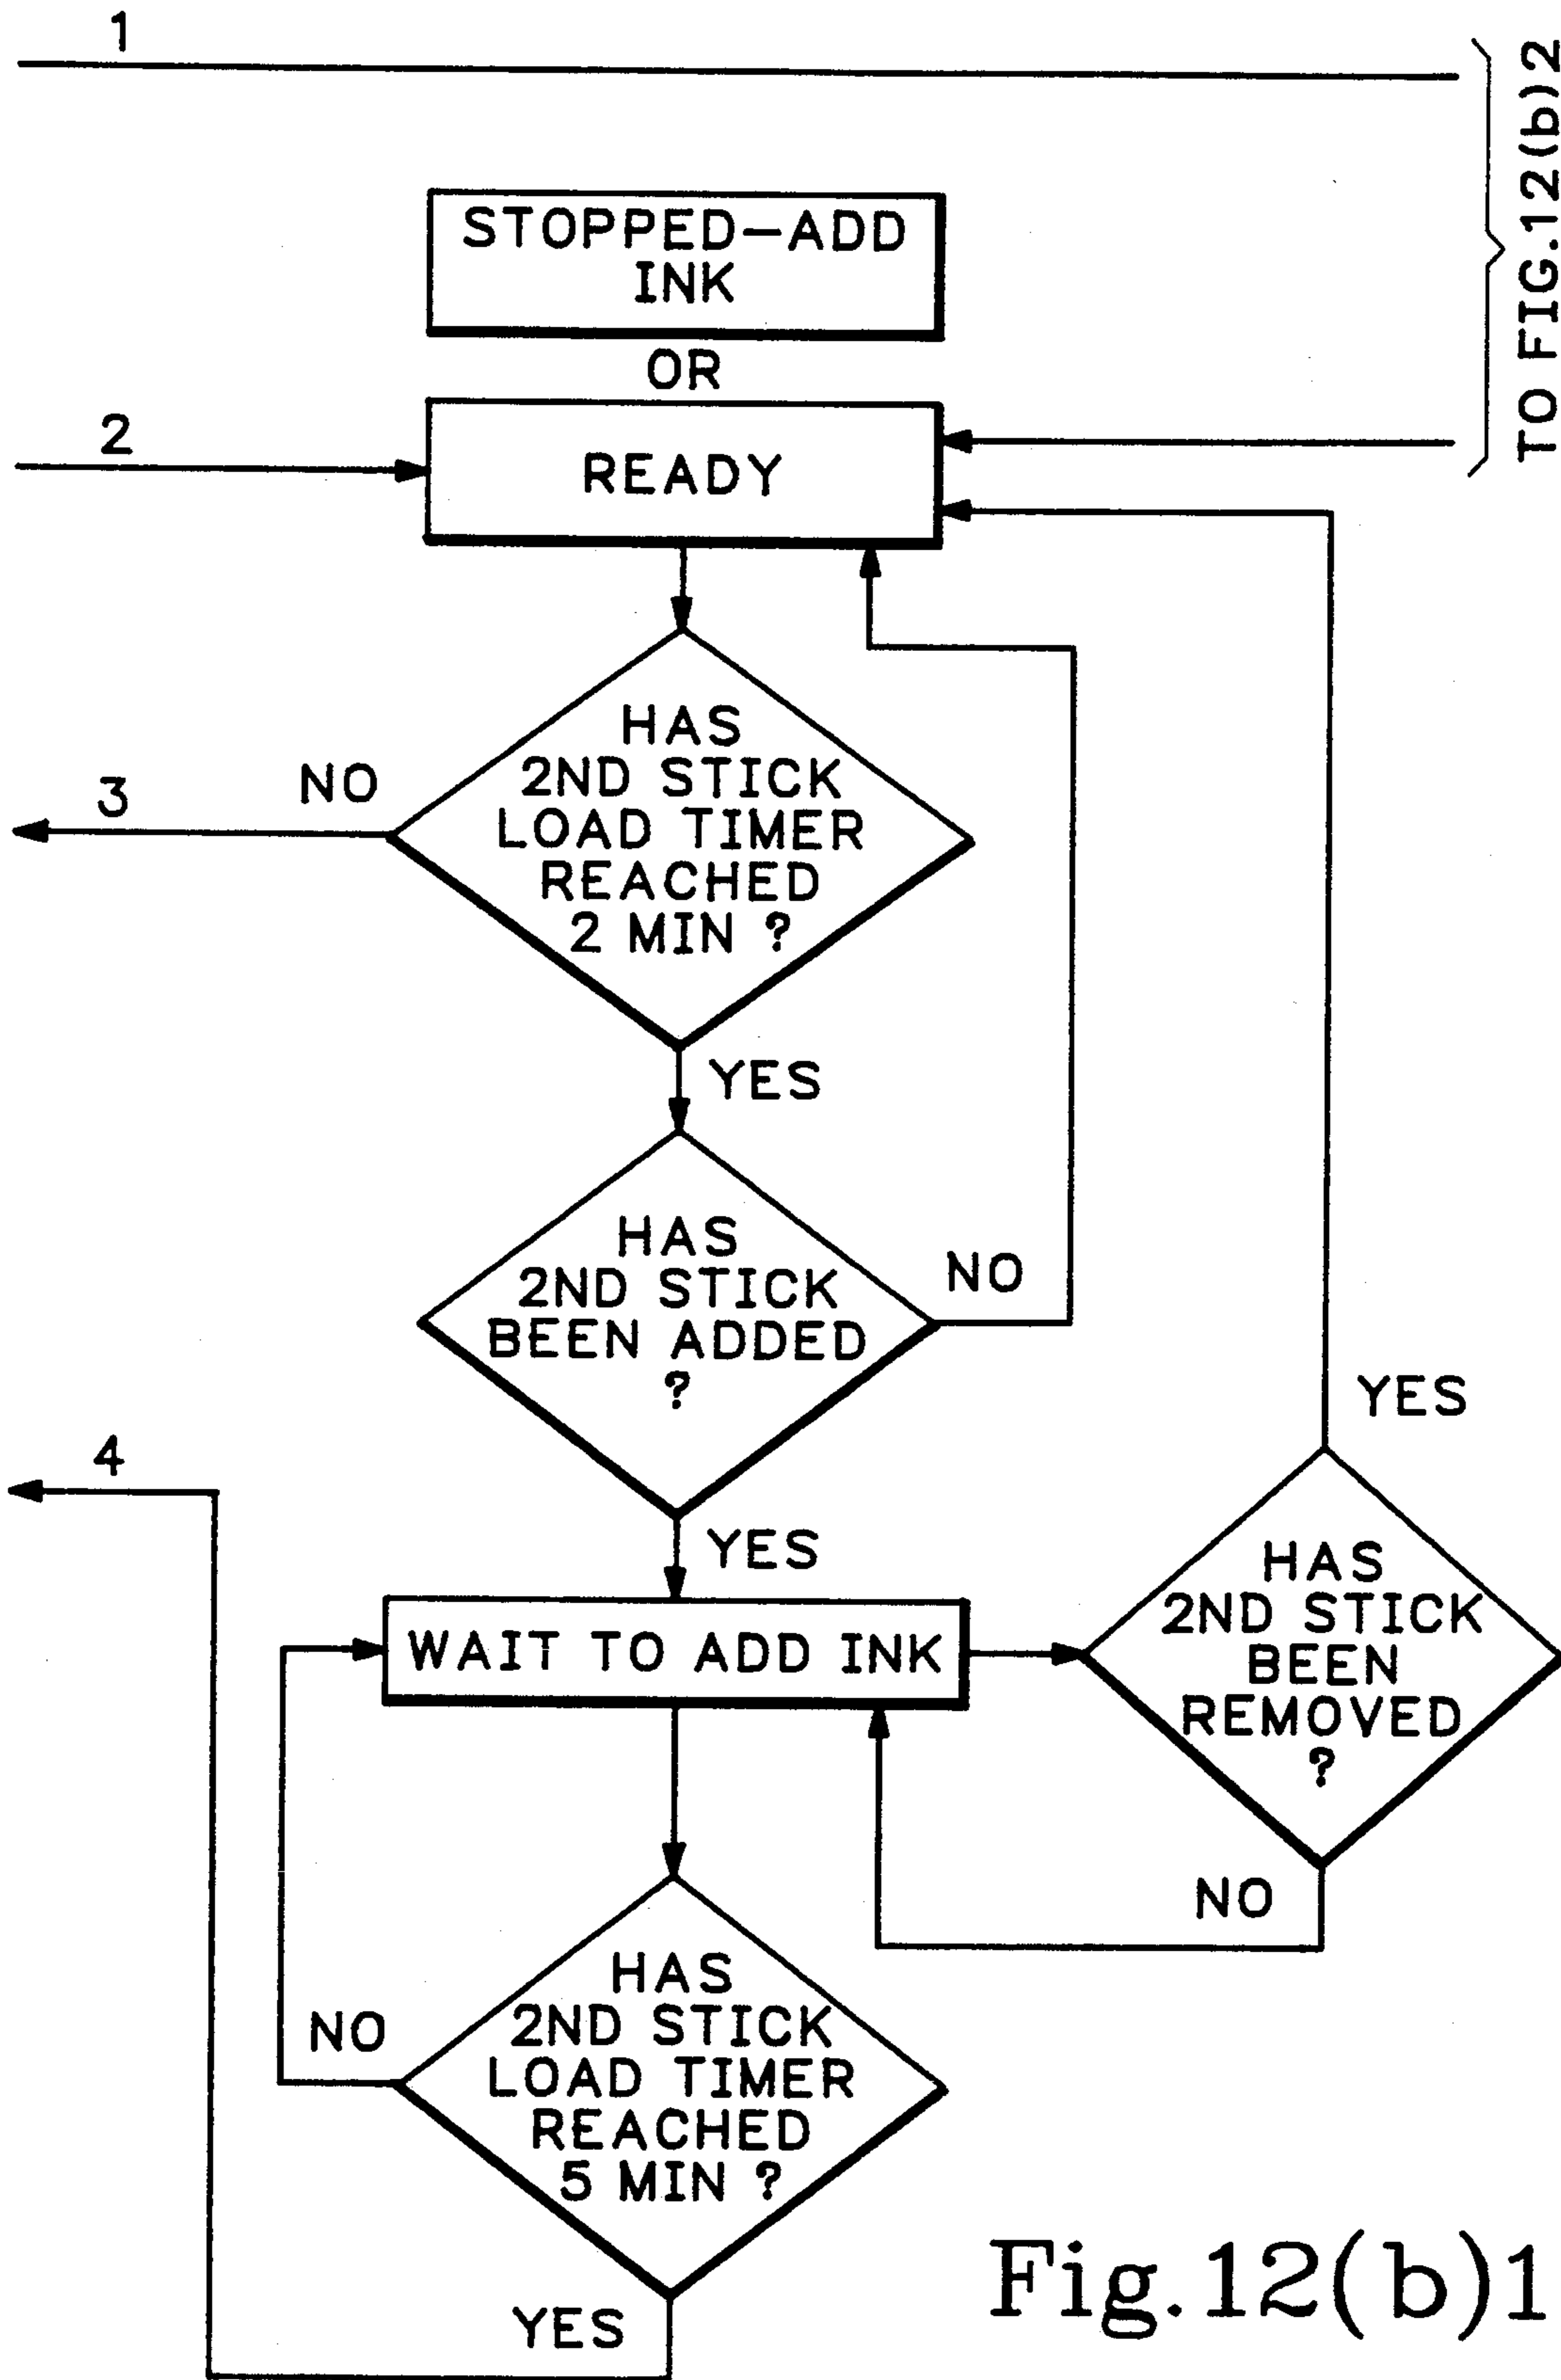 1
TO FIG.12(b)2
STOPPED-ADD
INK
OR
2
READY
HAS
2ND STICK
LOAD TIMER
REACHED
2 MIN ?
NO
3
YES
HAS
2ND STICK
BEEN ADDED
?
NO
YES
4
YES
WAIT TO ADD INK
HAS
2ND STICK
BEEN
REMOVED
?
NO
HAS
2ND STICK
LOAD TIMER
REACHED
5 MIN ?
NO
YES
Fig.12(b)1